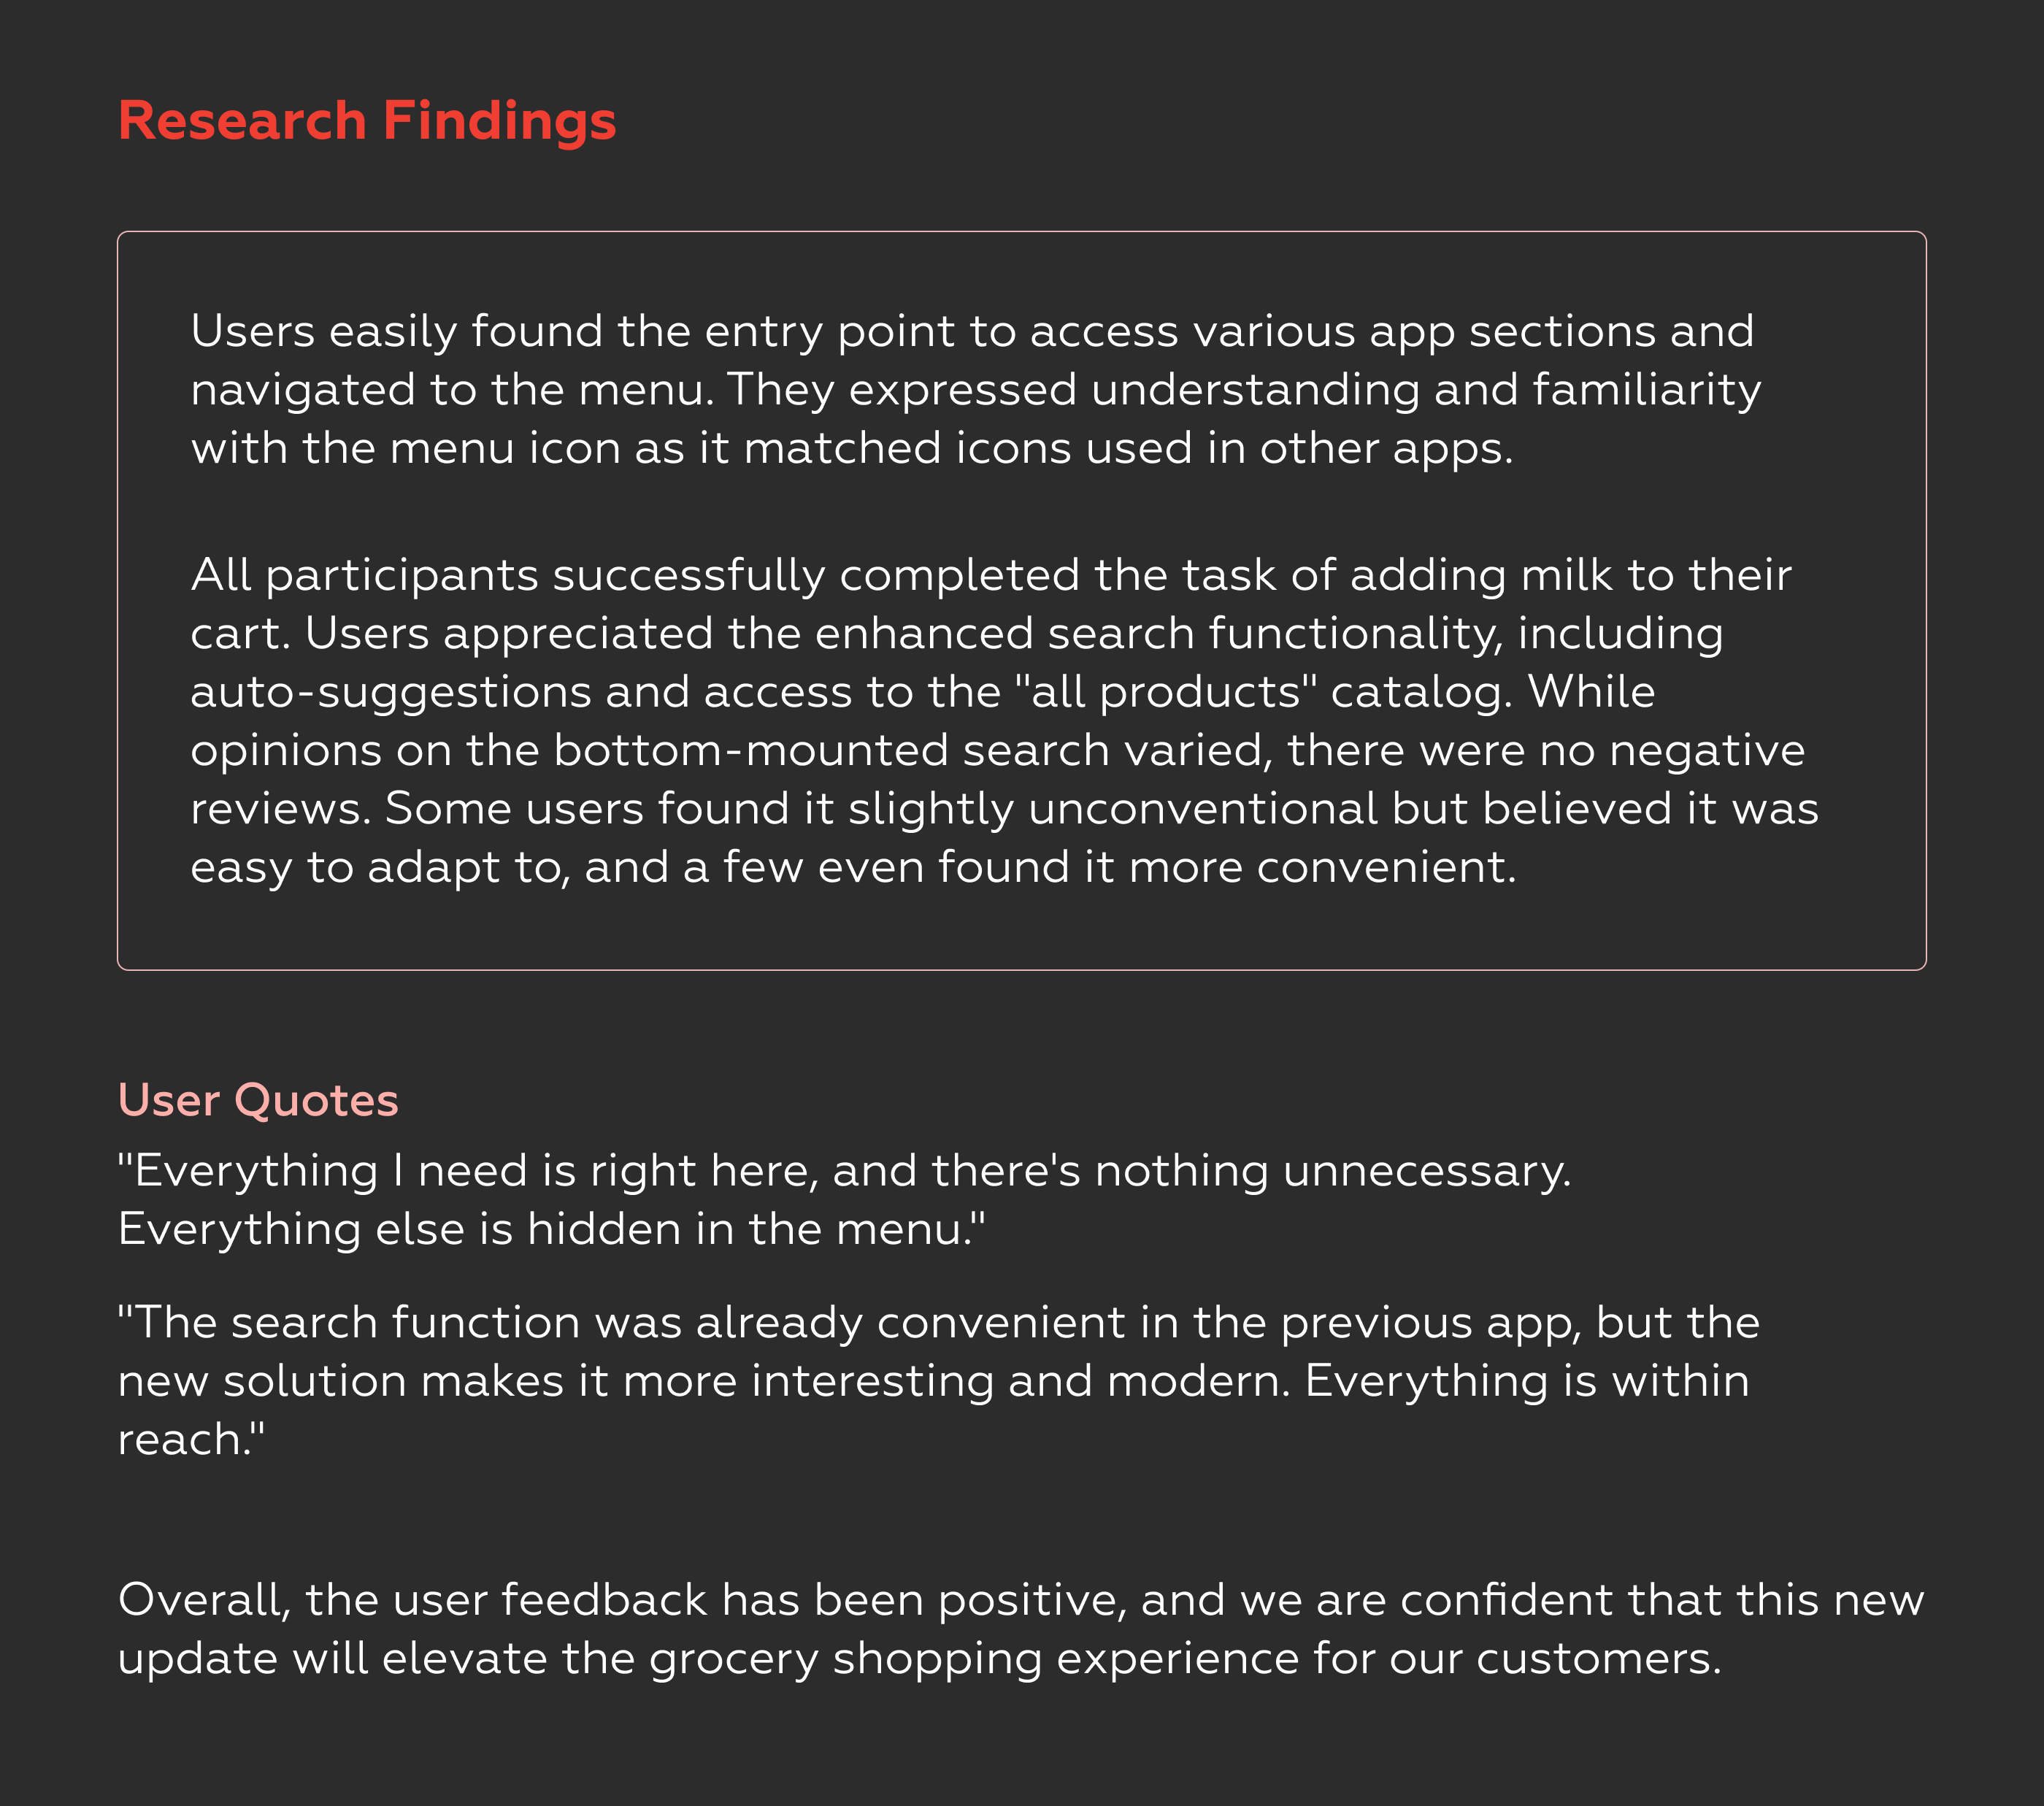 Research Findings
Users easily found the entry point to access various app sections and
navigated to the menu. They expressed understanding and familiarity
with the menu icon as it matched icons used in other apps.
All participants successfully completed the task of adding milk to their
cart. Users appreciated the enhanced search functionality, including
auto-suggestions and access to the "all products" catalog. While
opinions on the bottom-mounted search varied, there were no negative
reviews. Some users found it slightly unconventional but believed it was
easy to adapt to, and a few even found it more convenient.
User Quotes
"Everything I need is right here, and there's nothing unnecessary.
Everything else is hidden in the menu."
"The search function was already convenient in the previous app, but the
new solution makes it more interesting and modern. Everything is within
reach."
Overall, the user feedback has been positive, and we are confident that this new
update will elevate the grocery shopping experience for our customers.